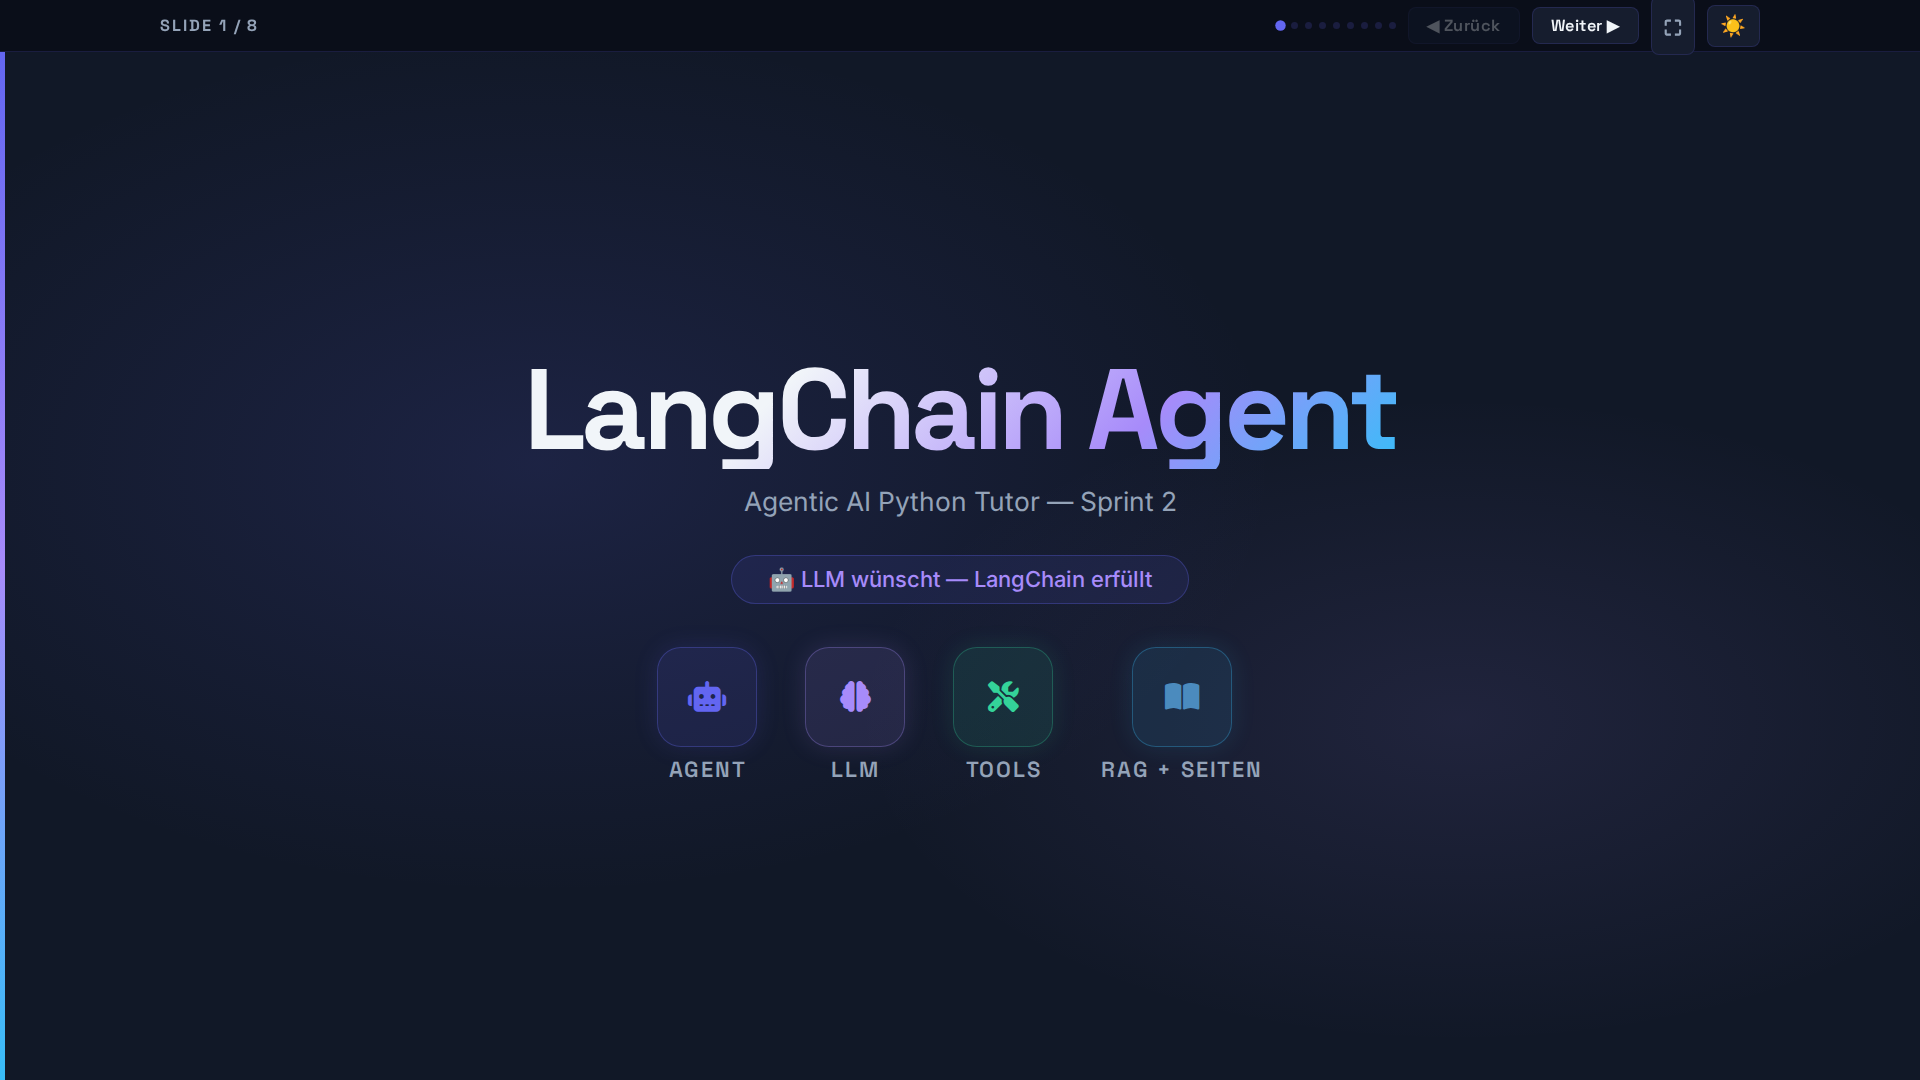 SLIDE 1 / 8
◀ Zurück
Weiter ▶
LangChain Agent
Agentic AI Python Tutor — Sprint 2
🤖 LLM wünscht — LangChain erfüllt
AGENT
LLM
TOOLS
RAG + SEITEN